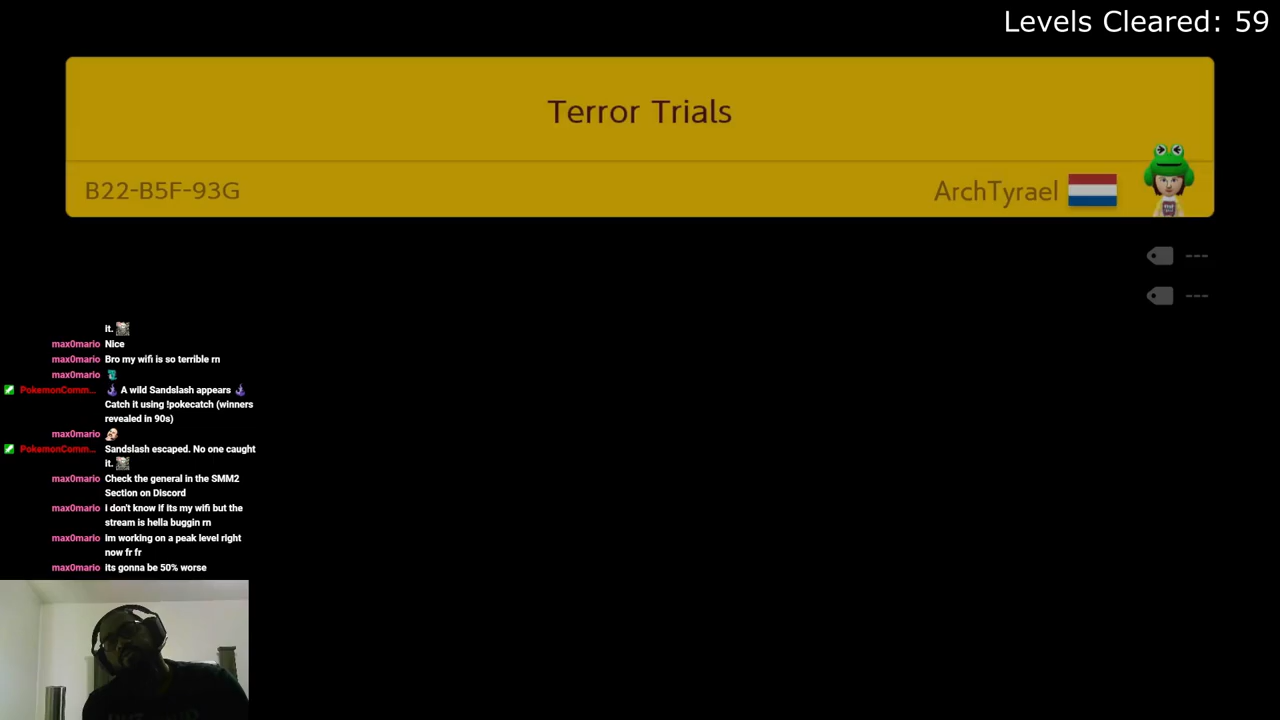 Levels Cleared: 59
Terror Trials
B22-B5F-93G
ArchTyrael
---
---
it.
max0mario Nice
max0mario Bro my wifi is so terrible rn
max0mario
PokemonComm... A wild Sandslash appears
Catch it using !pokecatch (winners
revealed in 90s)
max0mario
PokemonComm... Sandslash escaped. No one caught
it.
max0mario Check the general in the SMM2
Section on Discord
max0mario i don't know if its my wifi but the
stream is hella buggin rn
max0mario im working on a peak level right
now fr fr
max0mario its gonna be 50% worse